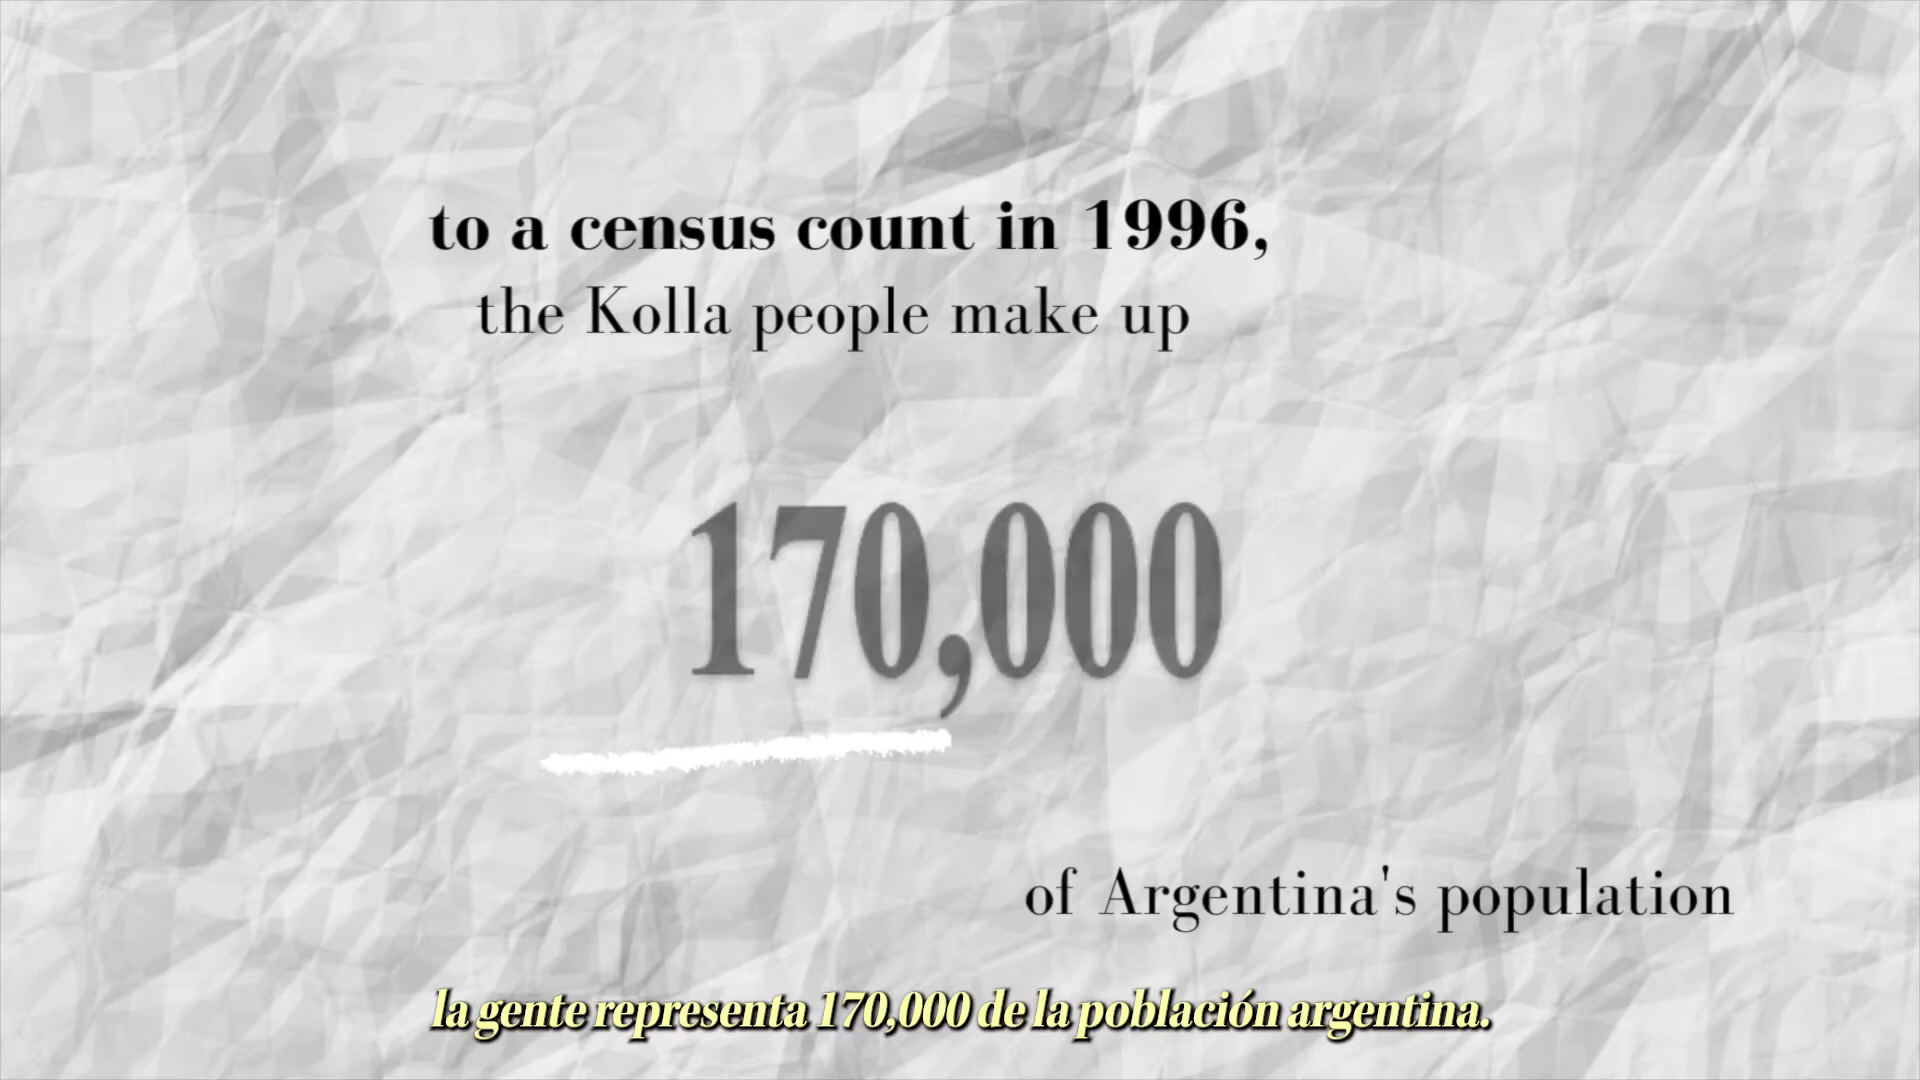 to a census count in 1996,
the Kolla people make up
170,000
of Argentina's population
la gente representa 170,000 de la población argentina.